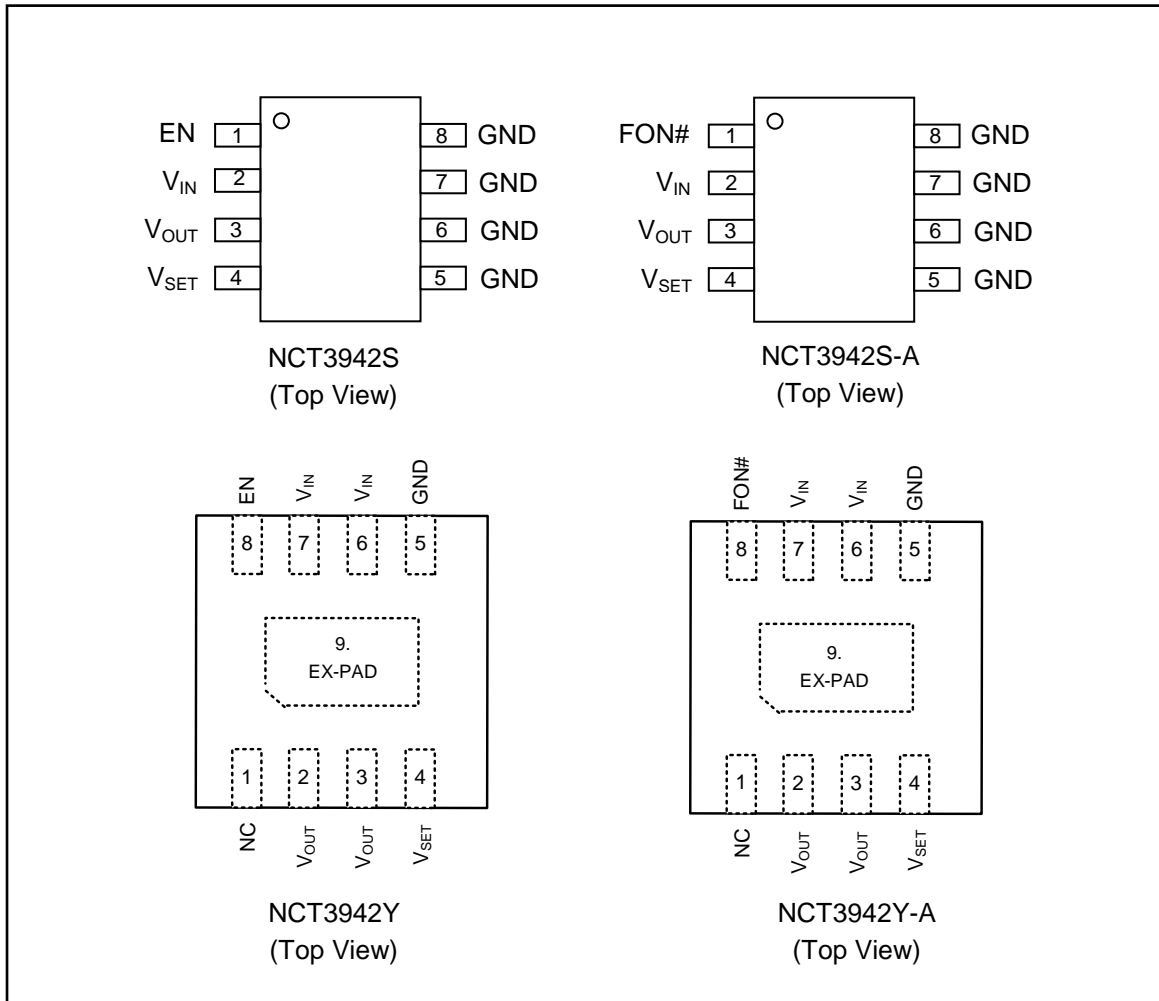 EN 1 8 GND
VIN 2 7 GND
VOUT 3 6 GND
VSET 4 5 GND
NCT3942S
(Top View)
FON# 1 8 GND
VIN 2 7 GND
VOUT 3 6 GND
VSET 4 5 GND
NCT3942S-A
(Top View)
EN VIN VIN GND
8 7 6 5
9.
EX-PAD
1 2 3 4
NC VOUT VOUT VSET
NCT3942Y
(Top View)
FON# VIN VIN GND
8 7 6 5
9.
EX-PAD
1 2 3 4
NC VOUT VOUT VSET
NCT3942Y-A
(Top View)